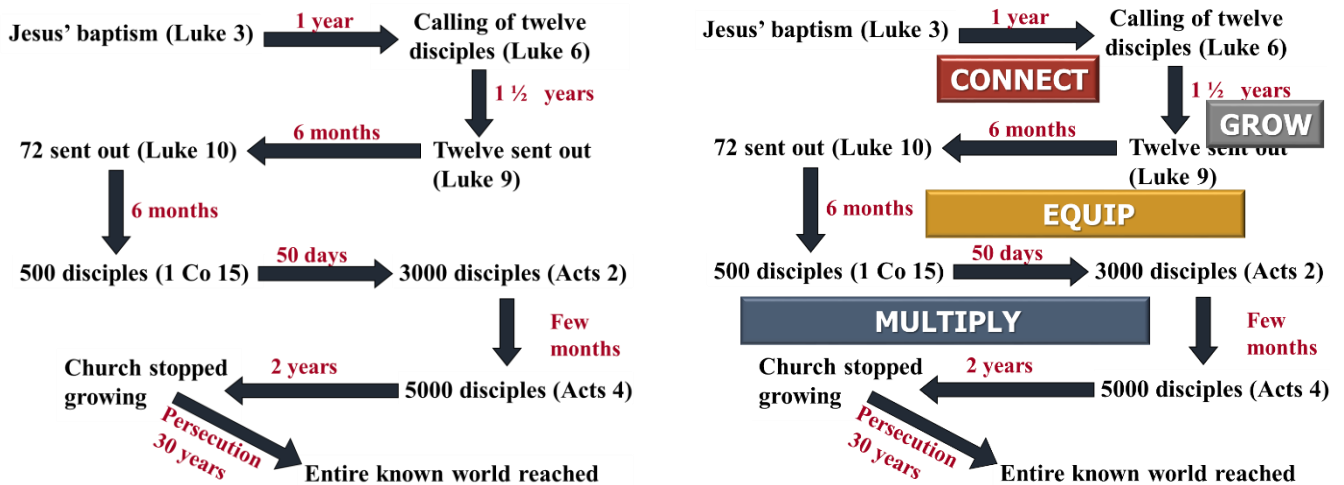 Jesus' baptism (Luke 3)
1 year
Calling of twelve
disciples (Luke 6)
1 ½ years
Twelve sent out
(Luke 9)
6 months
72 sent out (Luke 10)
6 months
500 disciples (1 Co 15)
50 days
3000 disciples (Acts 2)
Few
months
5000 disciples (Acts 4)
2 years
Church stopped
growing
Persecution
30 years
Entire known world reached
Jesus' baptism (Luke 3)
1 year
Calling of twelve
disciples (Luke 6)
CONNECT
1 ½ years
GROW
Twelve sent out
(Luke 9)
6 months
72 sent out (Luke 10)
6 months
EQUIP
500 disciples (1 Co 15)
50 days
3000 disciples (Acts 2)
MULTIPLY
Few
months
5000 disciples (Acts 4)
2 years
Church stopped
growing
Persecution
30 years
Entire known world reached